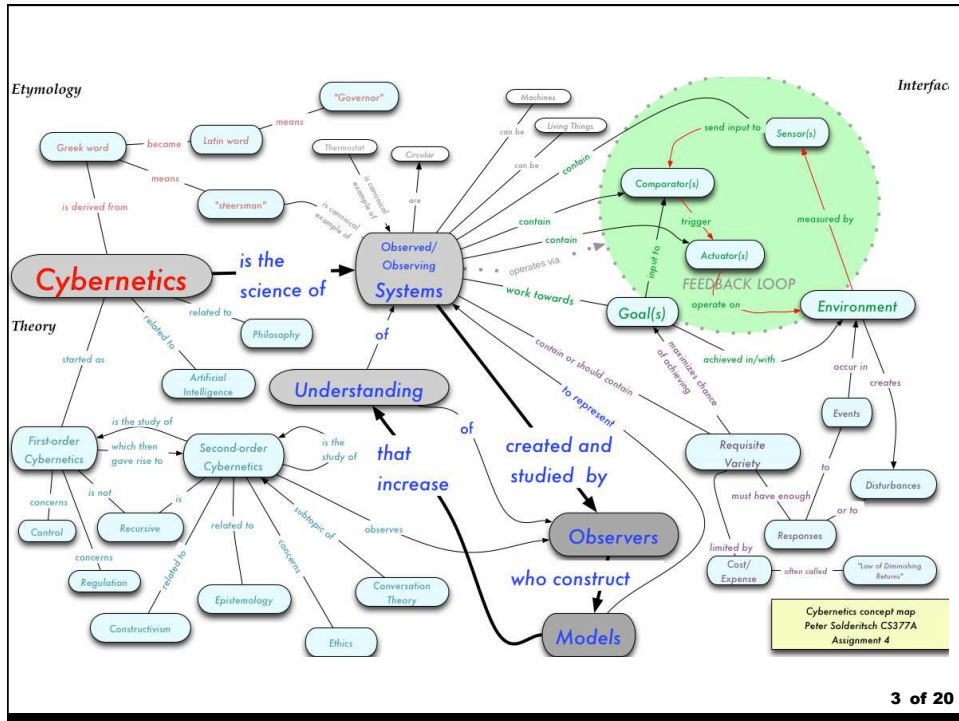 Etymology
Interfac
"Governor"
means
Latin word
became
Greek word
means
"steersman"
is derived from
Thermostat
is canonical
example of
is canonical
example of
Circular
are
Machines
can be
Living Things
can be
contain
send input to
Sensor(s)
Comparator(s)
contain
trigger
measured by
contain
Actuator(s)
input to
FEEDBACK LOOP
operates via
operate on
work towards
Goal(s)
Environment
Cybernetics
is the
science of
Observed/
Observing
Systems
Theory
related to
Philosophy
related to
Artificial
Intelligence
started as
of
Understanding
achieved in/with
maximizes chance
of achieving
contain or should contain
to represent
occur in
creates
Events
Requisite
Variety
Disturbances
to
or to
must have enough
Responses
limited by
Cost/
Expense
often called
"Law of Diminishing
Returns"
is the study of
First-order
Cybernetics
which then
gave rise to
Second-order
Cybernetics
is the
study of
that
increase
of
created and
studied by
concerns
is not
is
Control
Recursive
related to
subtopic of
observes
Observers
concerns
Regulation
related to
concerns
who construct
Epistemology
Conversation
Theory
Constructivism
Ethics
Models
Cybernetics concept map
Peter Solderitsch CS377A
Assignment 4
3 of 20